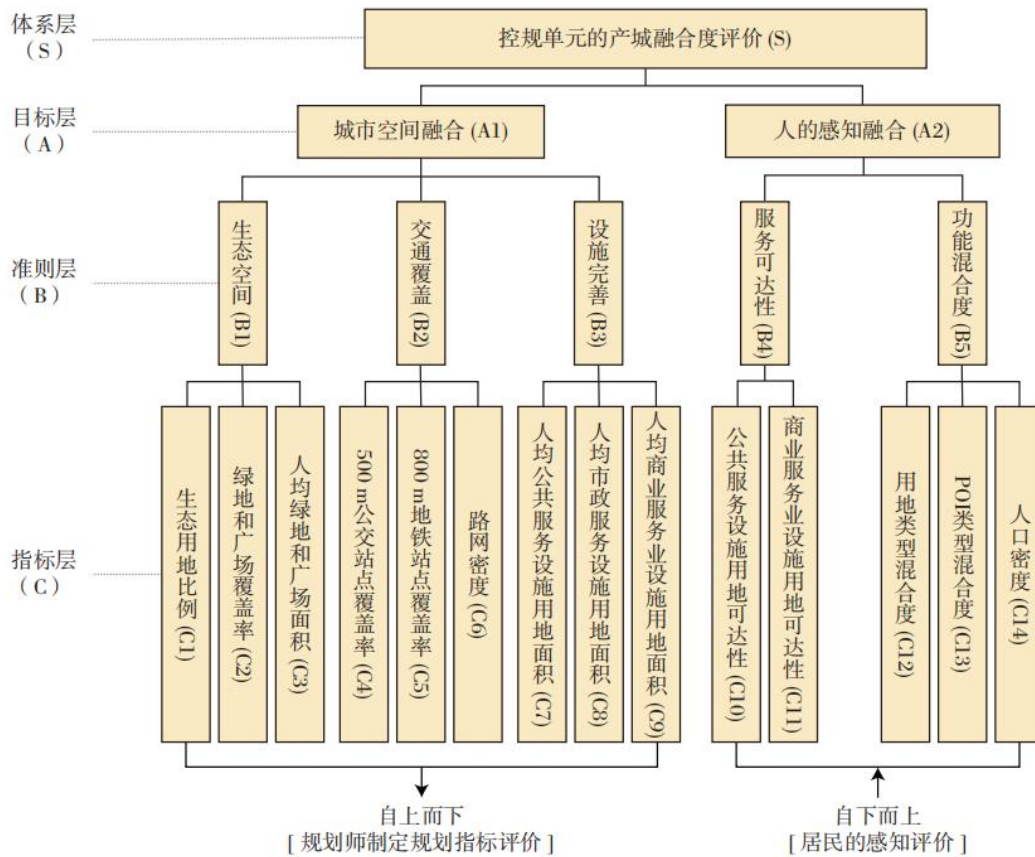 体系层
（S）
控规单元的产城融合度评价 (S)
目标层
（A）
城市空间融合 (A1)
人的感知融合 (A2)
准则层
（B）
生态空间 (B1)
交通覆盖 (B2)
设施完善 (B3)
服务可达性 (B4)
功能混合度 (B5)
指标层
（C）
生态用地比例 (C1)
绿地和广场覆盖率 (C2)
人均绿地和广场面积 (C3)
500 m公交站点覆盖率 (C4)
800 m地铁站点覆盖率 (C5)
路网密度 (C6)
人均公共服务设施用地面积 (C7)
人均市政服务设施用地面积 (C8)
人均商业服务业设施用地面积 (C9)
公共服务设施用地可达性 (C10)
商业服务业设施用地可达性 (C11)
用地类型混合度 (C12)
POI类型混合度 (C13)
人口密度 (C14)
自上而下
[ 规划师制定规划指标评价 ]
自下而上
[ 居民的感知评价 ]